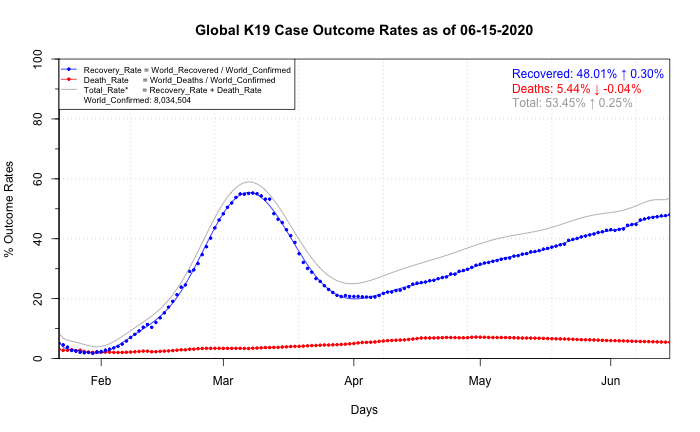 Global K19 Case Outcome Rates as of 06-15-2020
Recovery_Rate = World_Recovered / World_Confirmed
Death_Rate = World_Deaths / World_Confirmed
Total_Rate* = Recovery_Rate + Death_Rate
World_Confirmed: 8,034,504
Recovered: 48.01% ↑ 0.30%
Deaths: 5.44% ↓ -0.04%
Total: 53.45% ↑ 0.25%
% Outcome Rates
100
80
60
40
20
0
Feb Mar Apr May Jun
Days